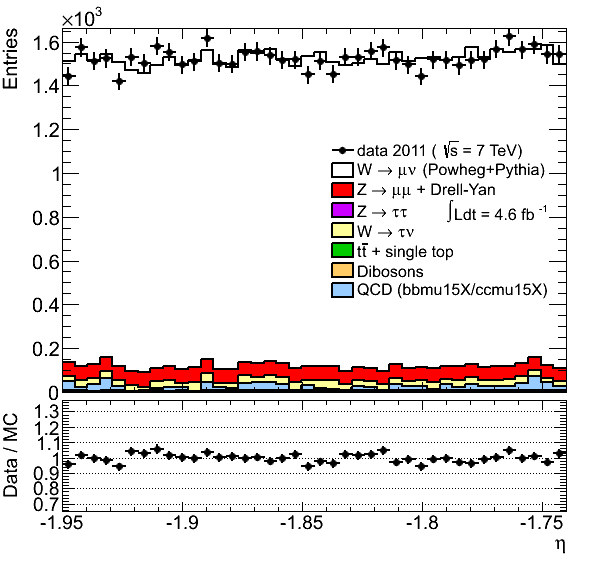 ×10³
Entries
1.6
1.4
1.2
1
0.8
0.6
0.4
0.2
0
data 2011 ( √s = 7 TeV)
W → μν (Powheg+Pythia)
Z → μμ + Drell-Yan
Z → ττ
∫Ldt = 4.6 fb⁻¹
W → τν
tt̄ + single top
Dibosons
QCD (bbmu15X/ccmu15X)
Data / MC
1.3
1.2
1.1
1
0.9
0.8
0.7
-1.95
-1.9
-1.85
-1.8
-1.75
η